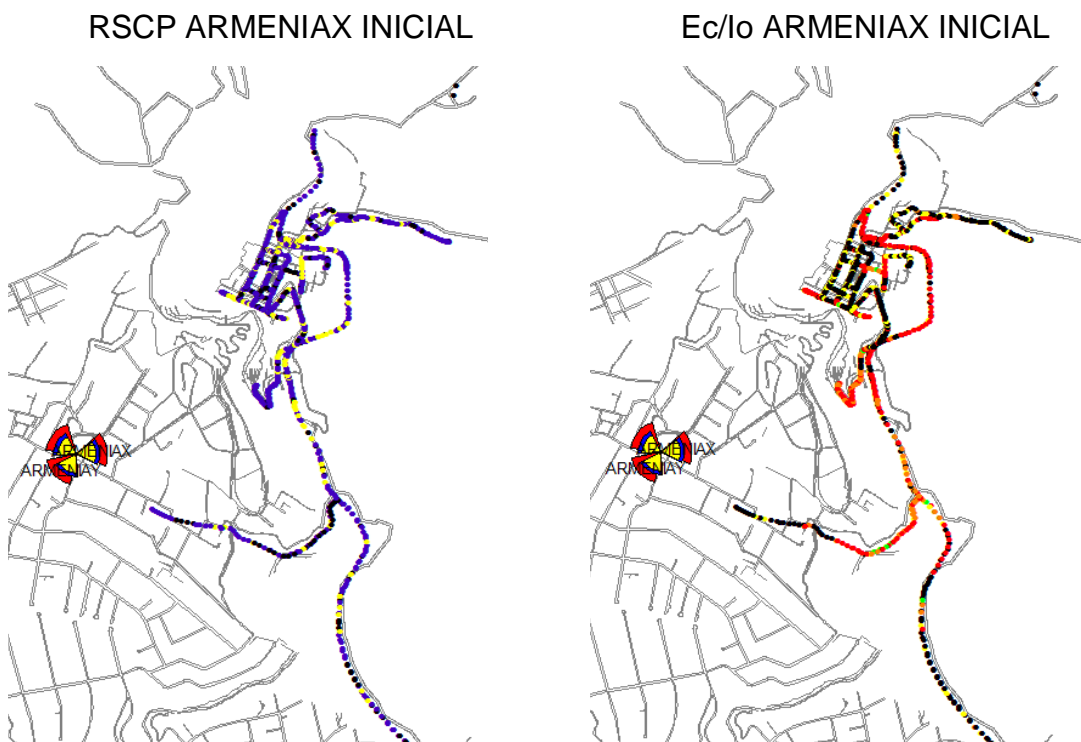 RSCP ARMENIAX INICIAL
Ec/Io ARMENIAX INICIAL
ARMENIAX
ARMENIAY
ARMENIAX
ARMENIAY